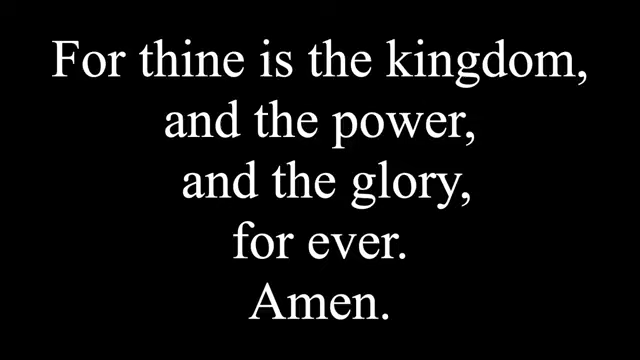 For thine is the kingdom,
and the power,
and the glory,
for ever.
Amen.